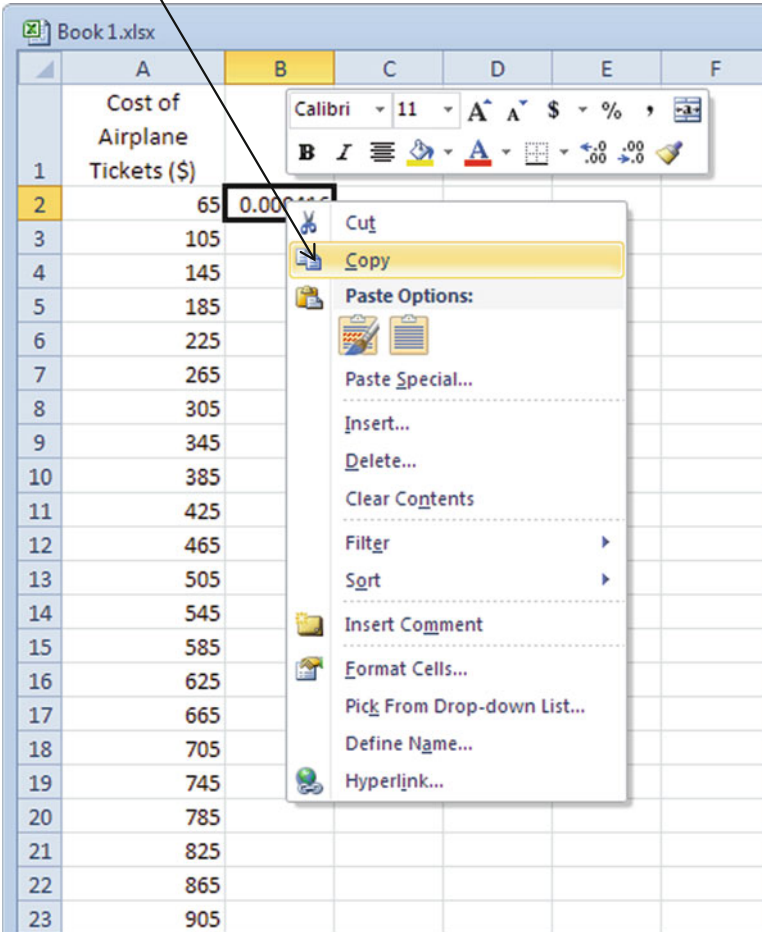 Book 1.xlsx
A B C D E F
Cost of
Airplane
Tickets ($)
1
Calibri 11 A A $ % ,
B I A
2 65
3 105
4 145
5 185
6 225
7 265
8 305
9 345
10 385
11 425
12 465
13 505
14 545
15 585
16 625
17 665
18 705
19 745
20 785
21 825
22 865
23 905
Cut
Copy
Paste Options:
Paste Special...
Insert...
Delete...
Clear Contents
Filter
Sort
Insert Comment
Format Cells...
Pick From Drop-down List...
Define Name...
Hyperlink...